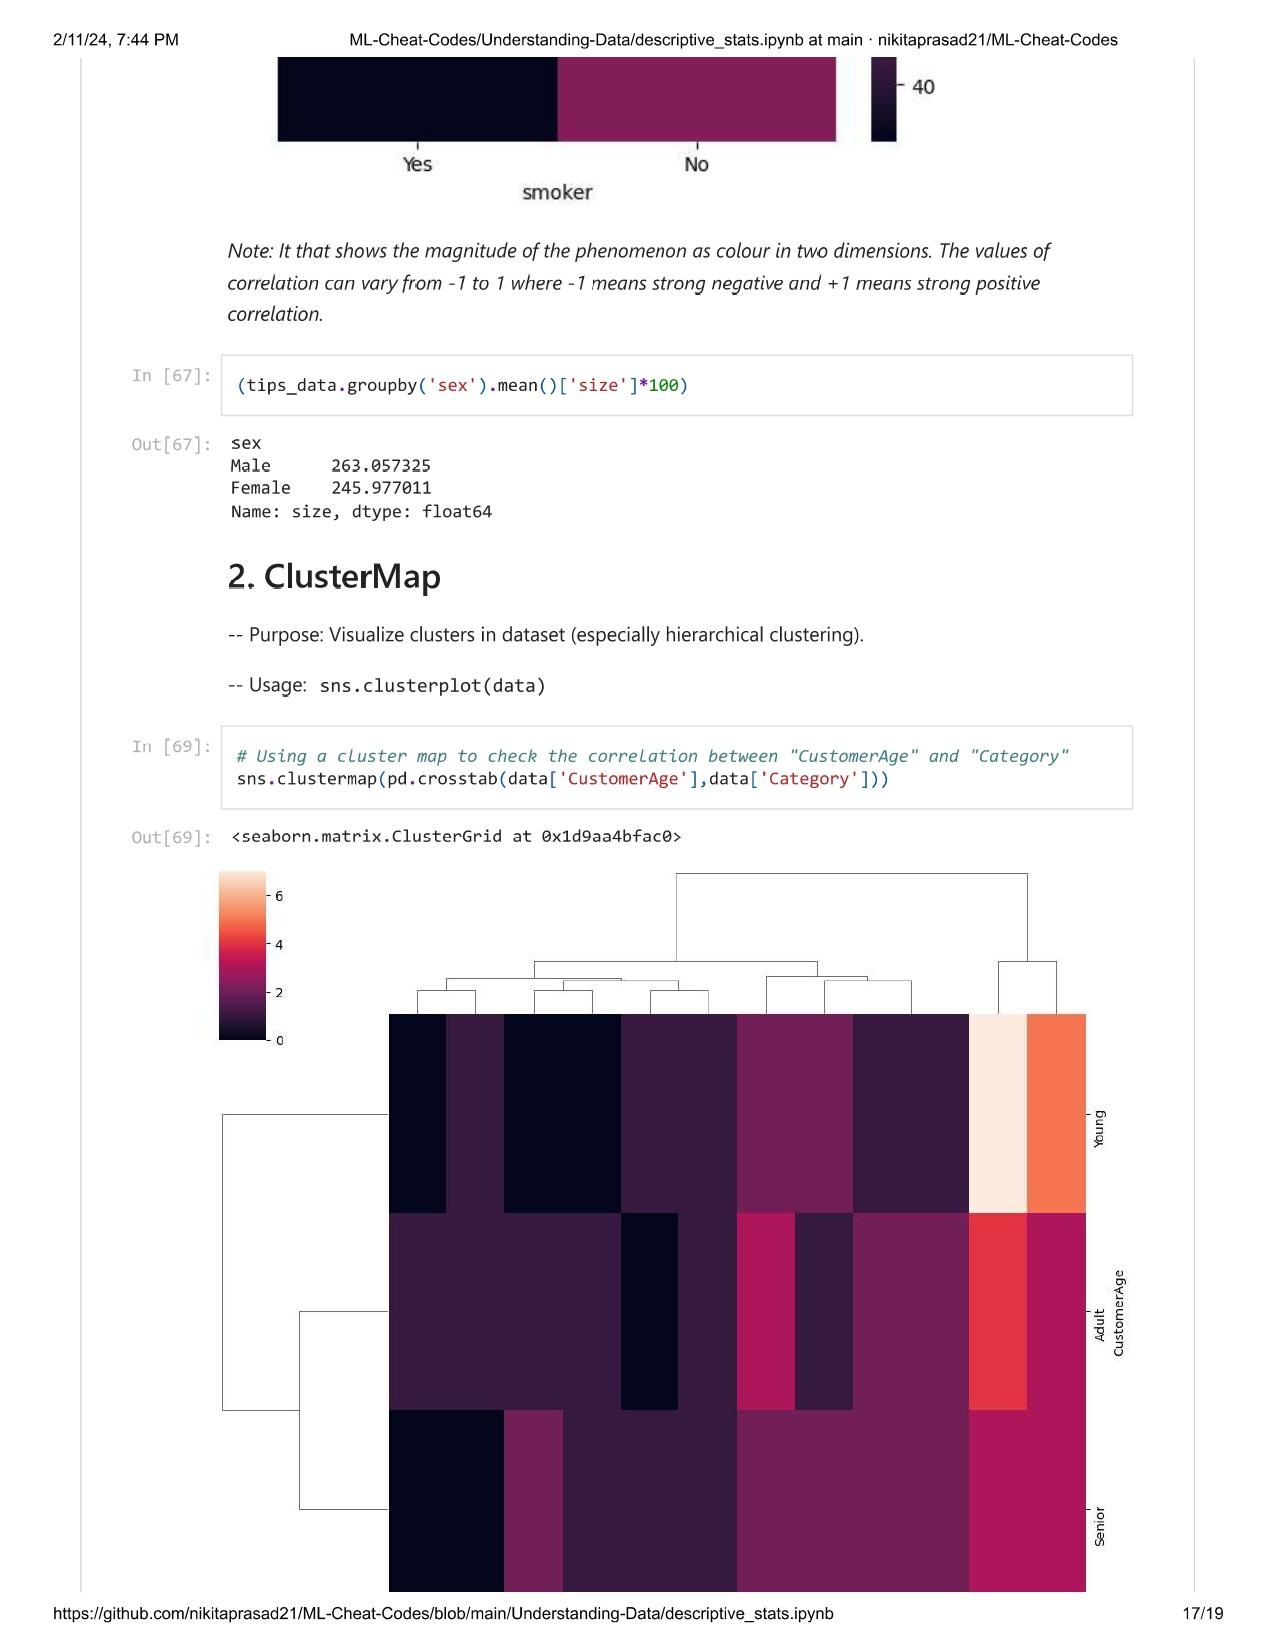 2/11/24, 7:44 PM ML-Cheat-Codes/Understanding-Data/descriptive_stats.ipynb at main · nikitaprasad21/ML-Cheat-Codes
40
Yes No
smoker
Note: It that shows the magnitude of the phenomenon as colour in two dimensions. The values of
correlation can vary from -1 to 1 where -1 means strong negative and +1 means strong positive
correlation.
In [67]: (tips_data.groupby('sex').mean()['size']*100)
Out[67]: sex
Male 263.057325
Female 245.977011
Name: size, dtype: float64
2. ClusterMap
-- Purpose: Visualize clusters in dataset (especially hierarchical clustering).
-- Usage: sns.clusterplot(data)
In [69]: # Using a cluster map to check the correlation between "CustomerAge" and "Category"
sns.clustermap(pd.crosstab(data['CustomerAge'],data['Category']))
Out[69]: <seaborn.matrix.ClusterGrid at 0x1d9aa4bfac0>
6
4
2
0
Young
Adult
CustomerAge
Senior
https://github.com/nikitaprasad21/ML-Cheat-Codes/blob/main/Understanding-Data/descriptive_stats.ipynb 17/19